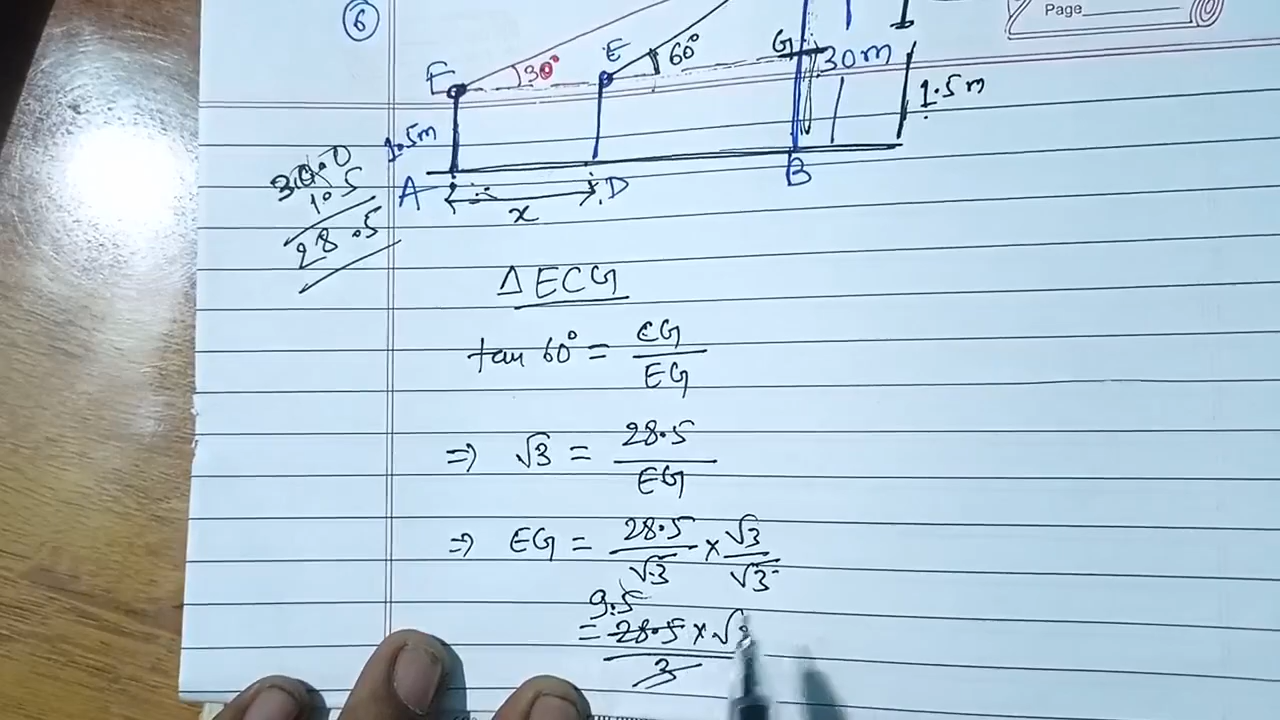 Page
6
E 60°
G
30m
F 30°
1.5m
1.5m
A
D
B
x
30.0
1.5
28.5
Δ ECG
tan 60° = CG / EG
⇒ √3 = 28.5 / EG
⇒ EG = 28.5 / √3 × √3 / √3
9.5
= 28.5 × √3 / 3